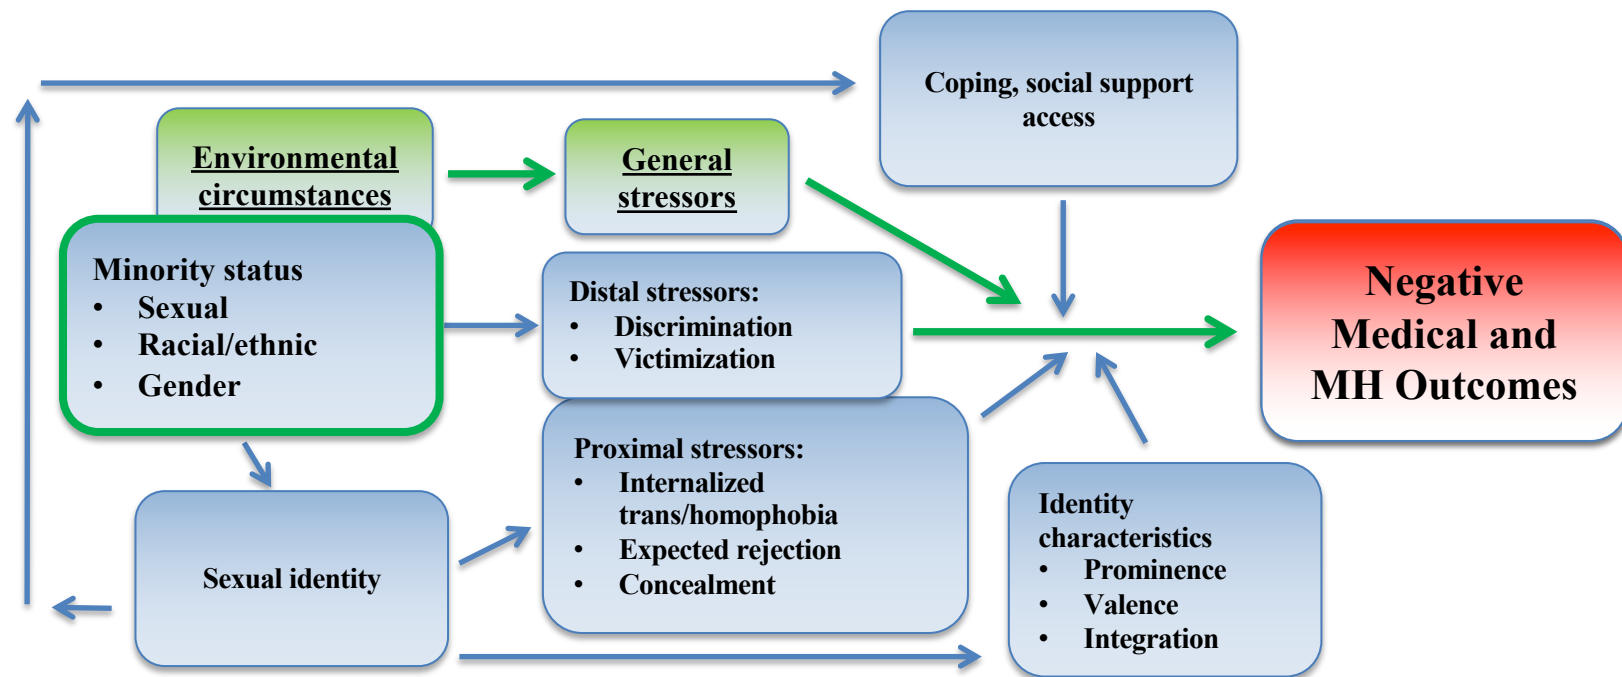 Coping, social support
access
Environmental
circumstances
General
stressors
Minority status
• Sexual
• Racial/ethnic
• Gender
Distal stressors:
• Discrimination
• Victimization
Negative
Medical and
MH Outcomes
Proximal stressors:
• Internalized
trans/homophobia
• Expected rejection
• Concealment
Identity
characteristics
• Prominence
• Valence
• Integration
Sexual identity